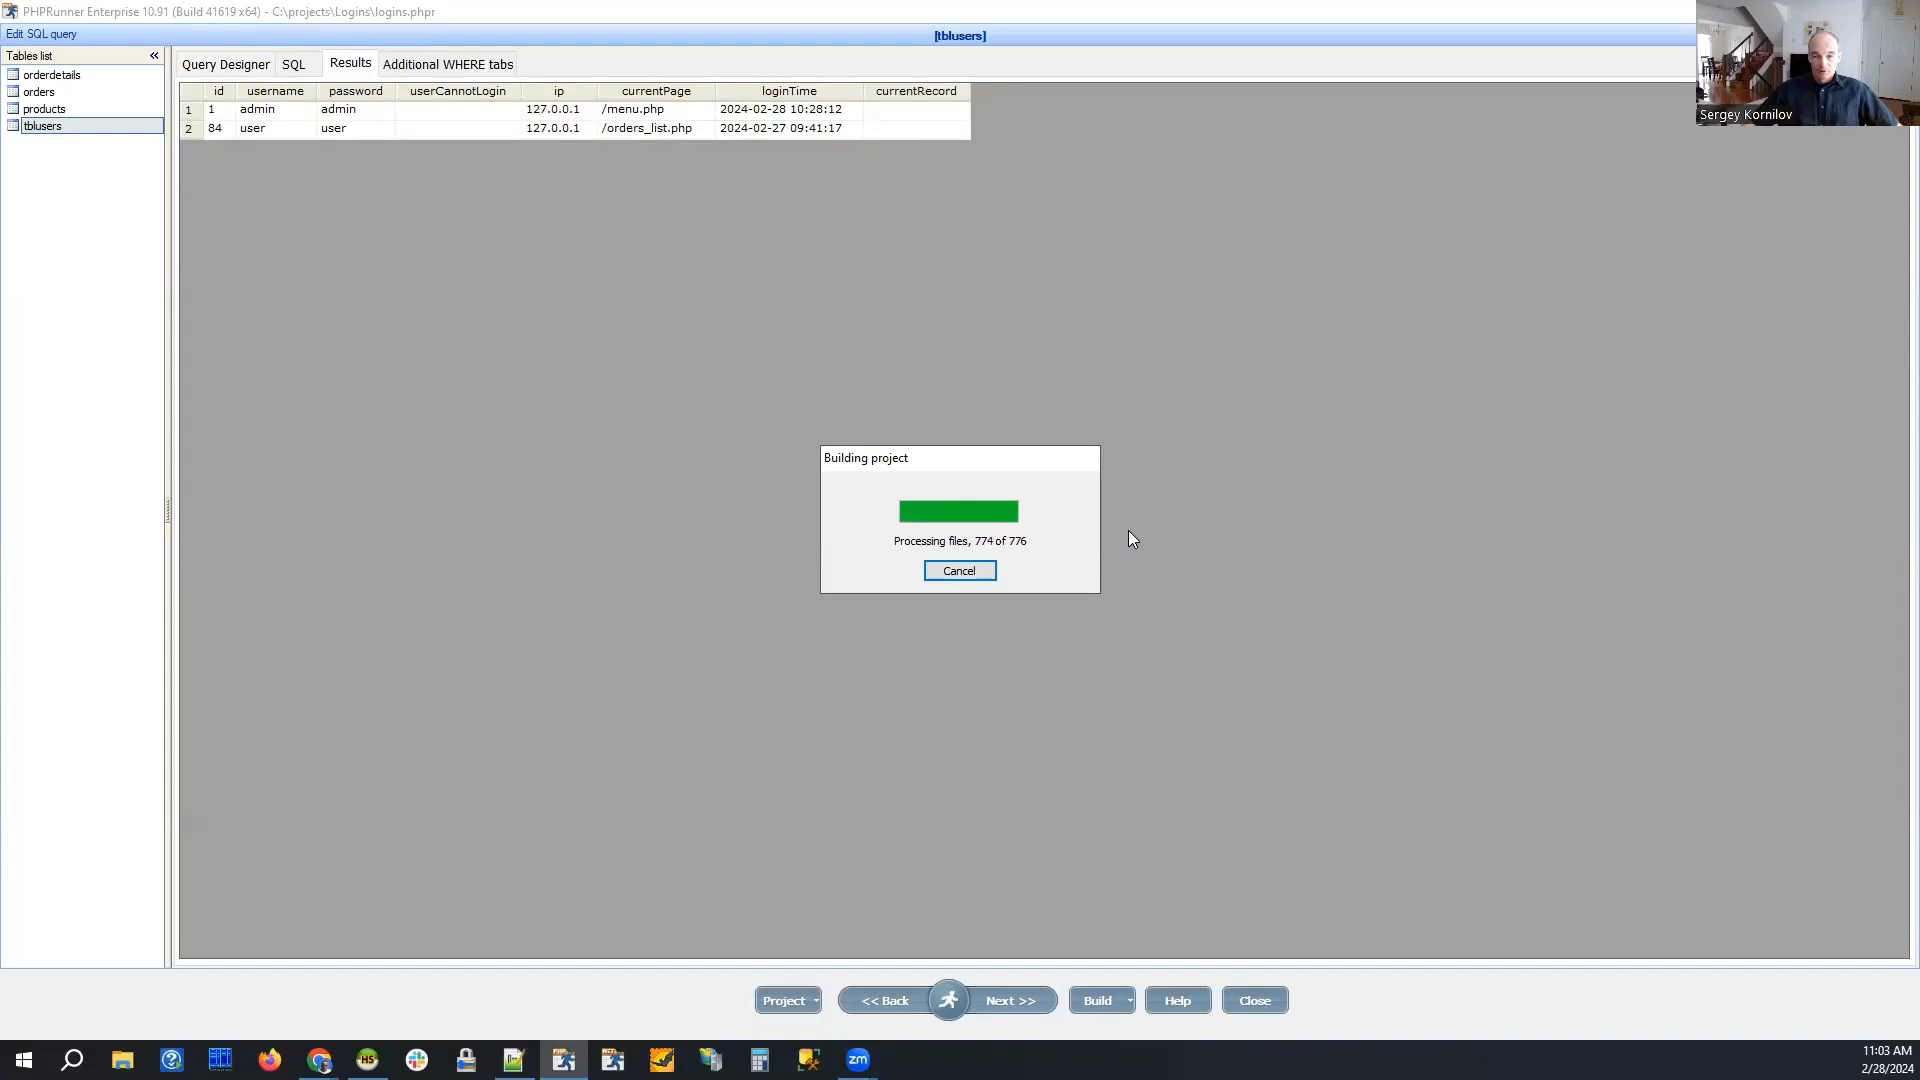 PHPRunner Enterprise 10.91 (Build 41619 x64) - C:\projects\Logins\logins.phpr
Edit SQL query
[tblusers]
Tables list
orderdetails
orders
products
tblusers
Query Designer SQL Results Additional WHERE tabs
id username password userCannotLogin ip currentPage loginTime currentRecord
1 1 admin admin 127.0.0.1 /menu.php 2024-02-28 10:28:12
2 84 user user 127.0.0.1 /orders_list.php 2024-02-27 09:41:17
Sergey Kornilov
Building project
Processing files, 774 of 776
Cancel
Project << Back Next >> Build Help Close
HS
PHP
zm
11:03 AM
2/28/2024